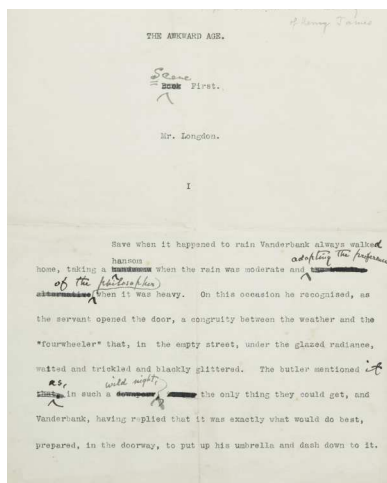 of Henry James
THE AWKWARD AGE.
Scene
Book First.
Mr. Longdon.
I
Save when it happened to rain Vanderbank always walked
hansom adopting the preference
home, taking a when the rain was moderate and
of the philosopher
alternative when it was heavy. On this occasion he recognised, as
the servant opened the door, a congruity between the weather and the
"fourwheeler" that, in the empty street, under the glazed radiance,
waited and trickled and blackly glittered. The butler mentioned it
as, wild night,
that in such a the only thing they could get, and
Vanderbank, having replied that it was exactly what would do best,
prepared, in the doorway, to put up his umbrella and dash down to it.